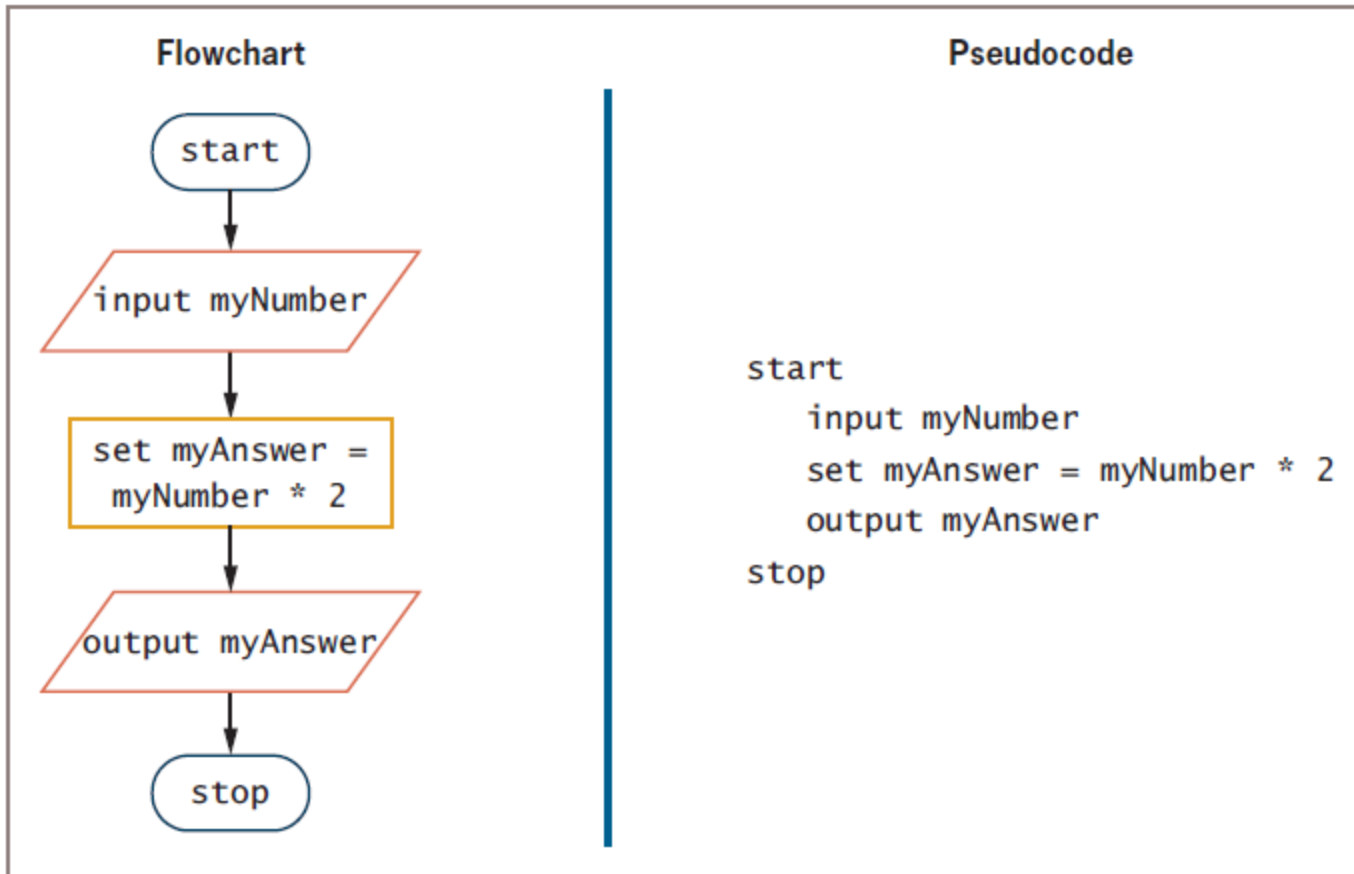 Flowchart
start
input myNumber
set myAnswer =
myNumber * 2
output myAnswer
stop
Pseudocode
start
input myNumber
set myAnswer = myNumber * 2
output myAnswer
stop